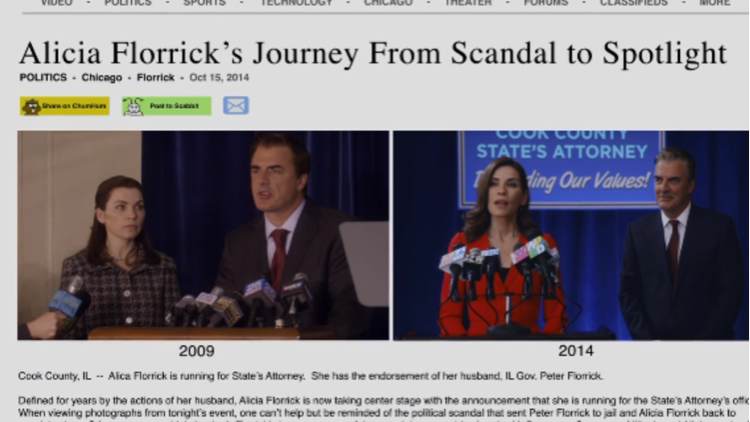 VIDEO - POLITICS - SPORTS - TECHNOLOGY - CHICAGO - THEATER - FORUMS - CLASSIFIEDS - MORE
Alicia Florrick's Journey From Scandal to Spotlight
POLITICS - Chicago - Florrick - Oct 15, 2014
Share on ChumHum
Post to Scabbit
COOK COUNTY
STATE'S ATTORNEY
Our Values!
2009
2014
Cook County, IL -- Alica Florrick is running for State's Attorney. She has the endorsement of her husband, IL Gov. Peter Florrick.
Defined for years by the actions of her husband, Alicia Florrick is now taking center stage with the announcement that she is running for the State's Attorney's
When viewing photographs from tonight's event, one can't help but be reminded of the political scandal that sent Peter Florrick to jail and Alicia Florrick back to